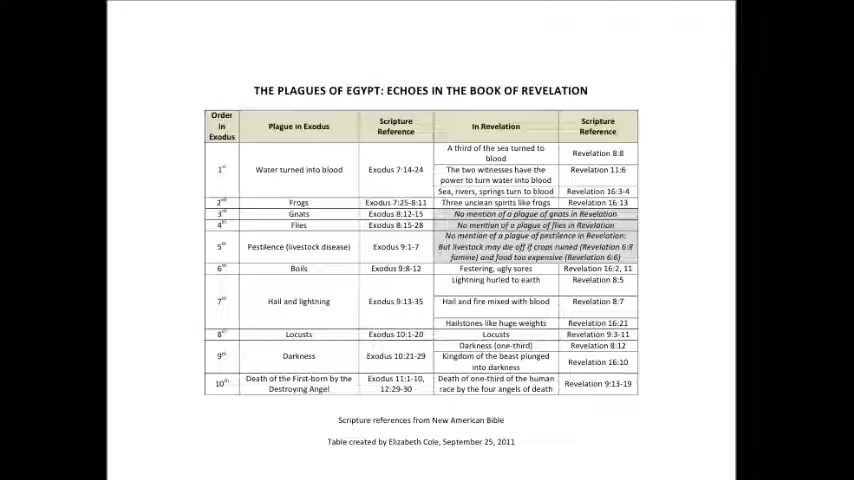 THE PLAGUES OF EGYPT: ECHOES IN THE BOOK OF REVELATION
Order in Exodus | Plague in Exodus | Scripture Reference | In Revelation | Scripture Reference
1st | Water turned into blood | Exodus 7:14-24 | A third of the sea turned to blood | Revelation 8:8
The two witnesses have the power to turn water into blood | Revelation 11:6
Sea, rivers, springs turn to blood | Revelation 16:3-4
2nd | Frogs | Exodus 7:25-8:11 | Three unclean spirits like frogs | Revelation 16:13
3rd | Gnats | Exodus 8:12-15 | No mention of a plague of gnats in Revelation
4th | Flies | Exodus 8:15-28 | No mention of a plague of flies in Revelation
5th | Pestilence (livestock disease) | Exodus 9:1-7 | No mention of a plague of pestilence in Revelation: But livestock may die off if crops ruined (Revelation 6:8 famine) and food too expensive (Revelation 6:6)
6th | Boils | Exodus 9:8-12 | Festering, ugly sores | Revelation 16:2, 11
7th | Hail and lightning | Exodus 9:13-35 | Lightning hurled to earth | Revelation 8:5
Hail and fire mixed with blood | Revelation 8:7
Hailstones like huge weights | Revelation 16:21
8th | Locusts | Exodus 10:1-20 | Locusts | Revelation 9:3-11
9th | Darkness | Exodus 10:21-29 | Darkness (one-third) | Revelation 8:12
Kingdom of the beast plunged into darkness | Revelation 16:10
10th | Death of the First-born by the Destroying Angel | Exodus 11:1-10, 12:29-30 | Death of one-third of the human race by the four angels of death | Revelation 9:13-19
Scripture references from New American Bible
Table created by Elizabeth Cole, September 25, 2011